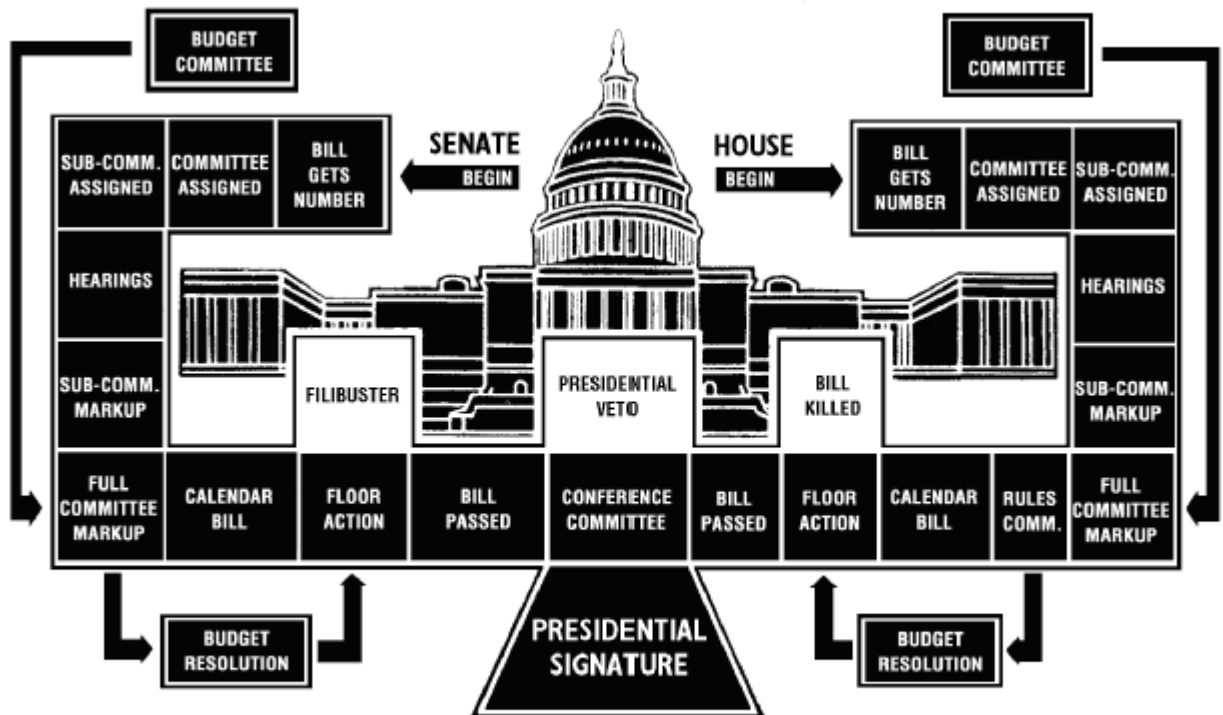 BUDGET
COMMITTEE
BUDGET
COMMITTEE
SENATE
BEGIN
HOUSE
BEGIN
SUB-COMM.
ASSIGNED
COMMITTEE
ASSIGNED
BILL
GETS
NUMBER
BILL
GETS
NUMBER
COMMITTEE
ASSIGNED
SUB-COMM.
ASSIGNED
HEARINGS
HEARINGS
SUB-COMM.
MARKUP
FILIBUSTER
PRESIDENTIAL
VETO
BILL
KILLED
SUB-COMM.
MARKUP
FULL
COMMITTEE
MARKUP
CALENDAR
BILL
FLOOR
ACTION
BILL
PASSED
CONFERENCE
COMMITTEE
BILL
PASSED
FLOOR
ACTION
CALENDAR
BILL
RULES
COMM.
FULL
COMMITTEE
MARKUP
BUDGET
RESOLUTION
PRESIDENTIAL
SIGNATURE
BUDGET
RESOLUTION